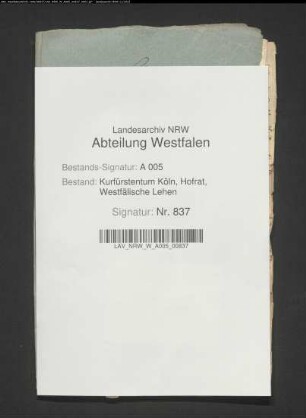 Landesarchiv NRW
Abteilung Westfalen
Bestands-Signatur: A 005
Bestand: Kurfürstentum Köln, Hofrat,
Westfälische Lehen
Signatur: Nr. 837
LAV_NRW_W_A005_00837